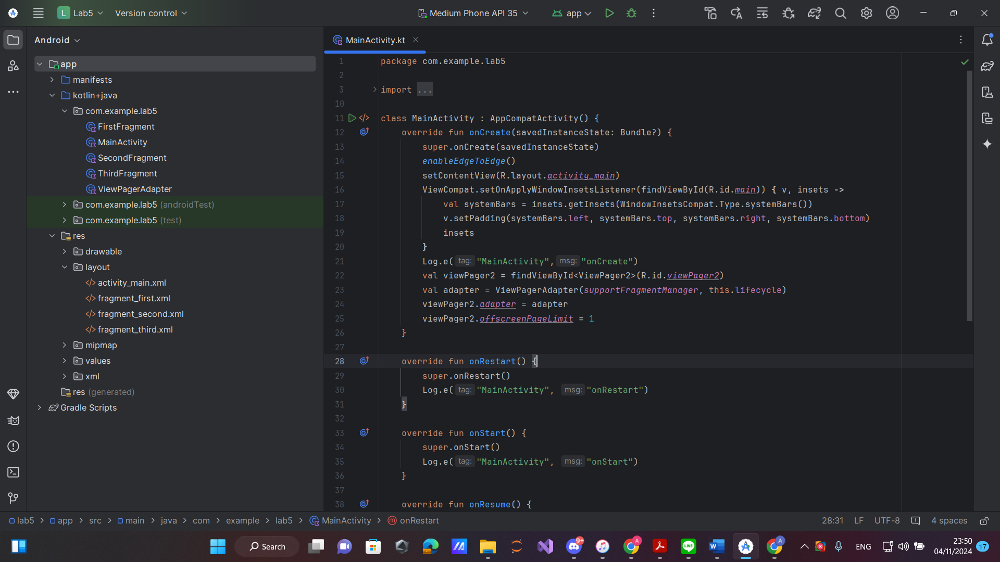 L Lab5 Version control Medium Phone API 35 app
Android
MainActivity.kt
app
manifests
kotlin+java
com.example.lab5
FirstFragment
MainActivity
SecondFragment
ThirdFragment
ViewPagerAdapter
com.example.lab5 (androidTest)
com.example.lab5 (test)
res
drawable
layout
activity_main.xml
fragment_first.xml
fragment_second.xml
fragment_third.xml
mipmap
values
xml
res (generated)
Gradle Scripts
1 package com.example.lab5
2
3 import ...
10
11 class MainActivity : AppCompatActivity() {
12 override fun onCreate(savedInstanceState: Bundle?) {
13 super.onCreate(savedInstanceState)
14 enableEdgeToEdge()
15 setContentView(R.layout.activity_main)
16 ViewCompat.setOnApplyWindowInsetsListener(findViewById(R.id.main)) { v, insets ->
17 val systemBars = insets.getInsets(WindowInsetsCompat.Type.systemBars())
18 v.setPadding(systemBars.left, systemBars.top, systemBars.right, systemBars.bottom)
19 insets
20 }
21 Log.e( tag: "MainActivity", msg: "onCreate")
22 val viewPager2 = findViewById<ViewPager2>(R.id.viewPager2)
23 val adapter = ViewPagerAdapter(supportFragmentManager, this.lifecycle)
24 viewPager2.adapter = adapter
25 viewPager2.offscreenPageLimit = 1
26 }
27
28 override fun onRestart() {
29 super.onRestart()
30 Log.e( tag: "MainActivity", msg: "onRestart")
31 }
32
33 override fun onStart() {
34 super.onStart()
35 Log.e( tag: "MainActivity", msg: "onStart")
36 }
37
38 override fun onResume() {
lab5 > app > src > main > java > com > example > lab5 > MainActivity > onRestart 28:31 LF UTF-8 4 spaces
Search 9+ A A ENG 23:50
04/11/2024 17